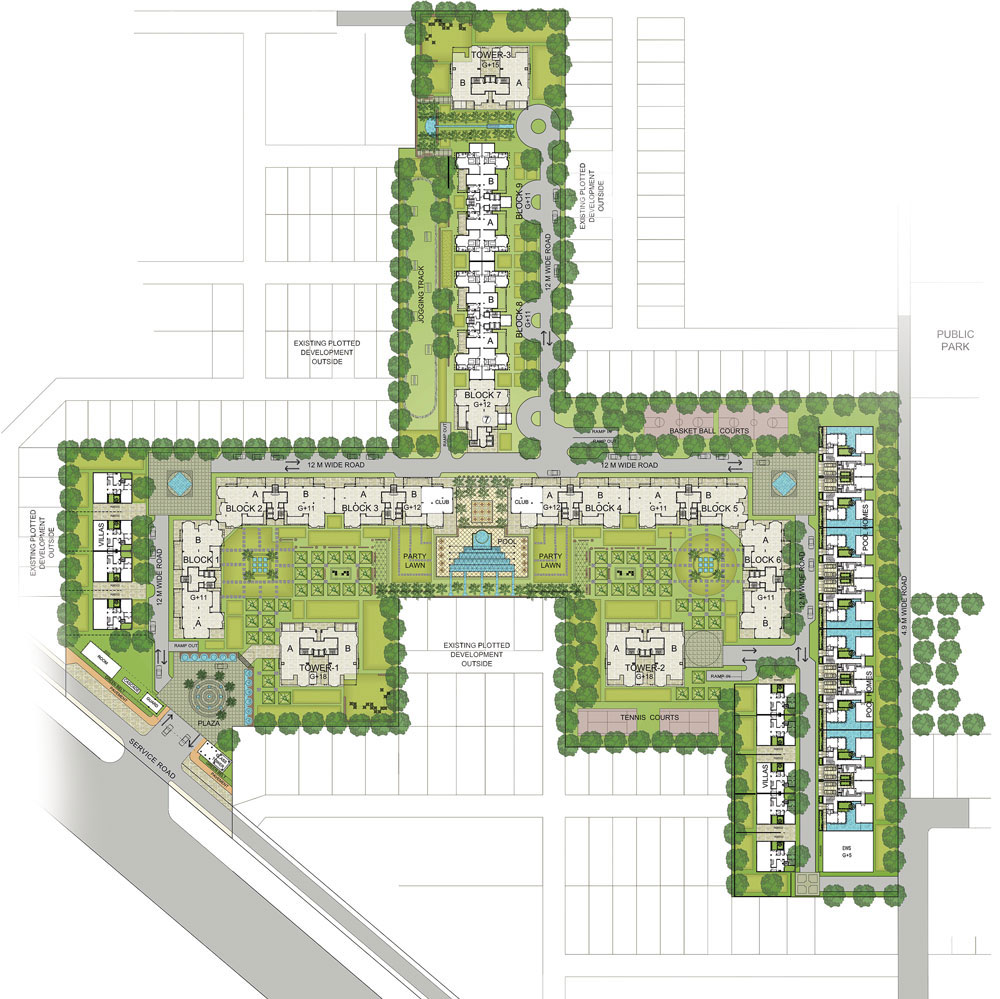 TOWER-3
G+15
B
A
BLOCK-9
G+11
B
A
EXISTING PLOTTED
DEVELOPMENT
OUTSIDE
12 M WIDE ROAD
JOGGING TRACK
BLOCK-8
G+11
B
A
EXISTING PLOTTED
DEVELOPMENT
OUTSIDE
PUBLIC
PARK
BLOCK 7
G+12
7
RAMP OUT
RAMP IN
RAMP OUT
BASKET BALL COURTS
12 M WIDE ROAD
12 M WIDE ROAD
A
B
BLOCK 2
G+11
A
B
BLOCK 3
G+12
CLUB
CLUB
A
B
G+12
BLOCK 4
A
B
G+11
BLOCK 5
EXISTING PLOTTED
DEVELOPMENT
OUTSIDE
VILLAS
12 M WIDE ROAD
B
BLOCK 1
G+11
A
PARTY
LAWN
POOL
PARTY
LAWN
A
BLOCK 6
G+11
B
12 M WIDE ROAD
POOL HOMES
4.9 M WIDE ROAD
RAMP OUT
A
B
TOWER-1
G+18
EXISTING PLOTTED
DEVELOPMENT
OUTSIDE
A
B
TOWER-2
G+18
RAMP IN
ROOM
GUARD
PLAZA
SERVICE ROAD
TENNIS COURTS
VILLAS
POOL HOMES
EWS
G+5